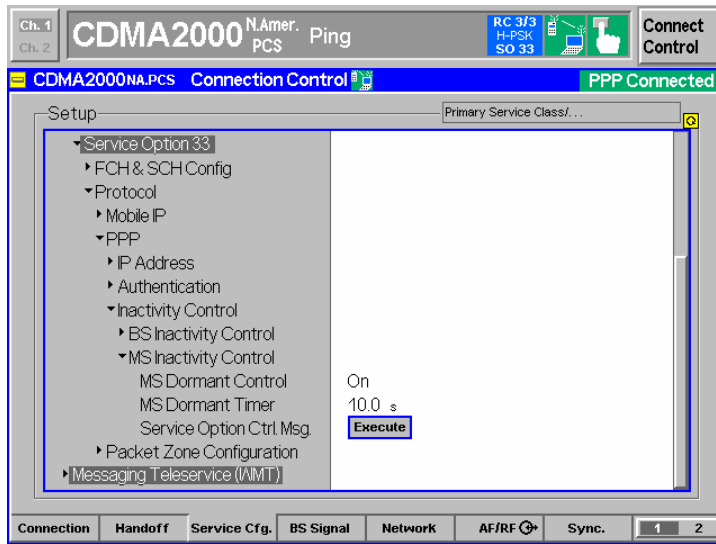 Ch. 1
Ch. 2
CDMA2000 N.Amer. PCS Ping
RC 3/3
H-PSK
SO 33
Connect Control
CDMA2000 NA.PCS Connection Control
PPP Connected
Setup
Primary Service Class/...
Service Option 33
FCH & SCH Config
Protocol
Mobile IP
PPP
IP Address
Authentication
Inactivity Control
BS Inactivity Control
MS Inactivity Control
MS Dormant Control On
MS Dormant Timer 10.0 s
Service Option Ctrl. Msg. Execute
Packet Zone Configuration
Messaging Teleservice (WMT)
Connection Handoff Service Cfg. BS Signal Network AF/RF Sync. 1 2